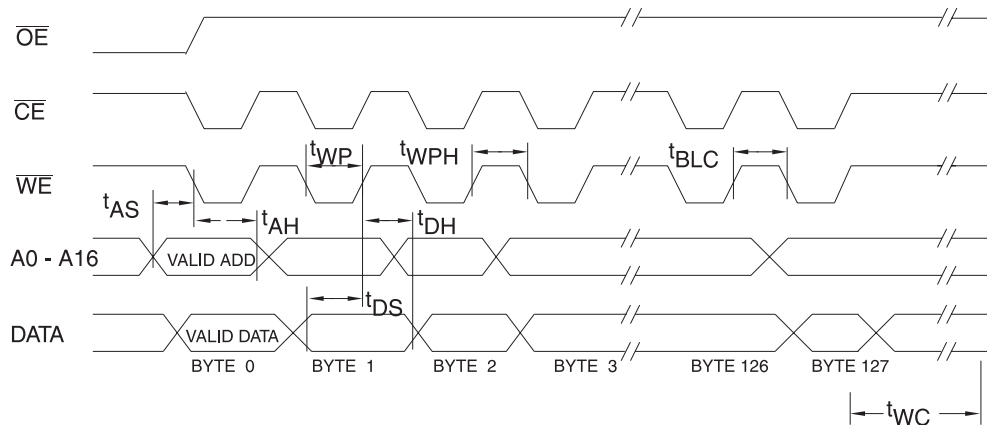 OE
CE
tWP tWPH tBLC
WE
tAS
tAH tDH
A0 - A16 VALID ADD
tDS
DATA VALID DATA
BYTE 0 BYTE 1 BYTE 2 BYTE 3 BYTE 126 BYTE 127
tWC